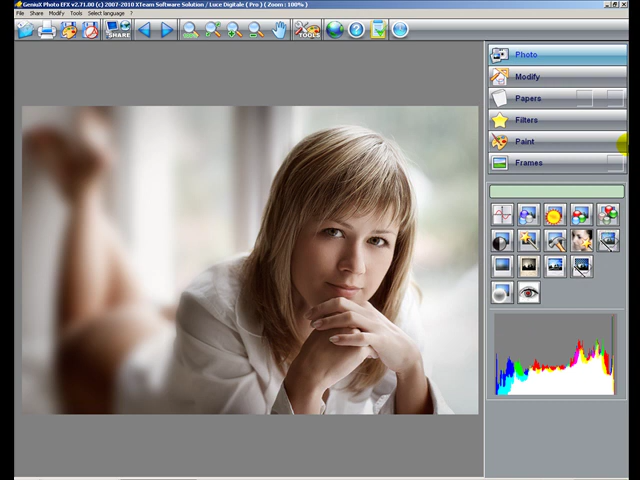 GeniuX Photo EFX v2.71.00 (c) 2007-2010 XTeam Software Solution / Luce Digitale ( Pro ) ( Zoom : 100% )
File Share Modify Tools Select language ?
SHARE
TOOLS
Photo
Modify
Papers
Filters
Paint
Frames